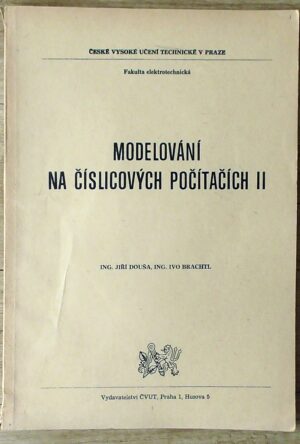 ČESKÉ VYSOKÉ UČENÍ TECHNICKÉ V PRAZE
Fakulta elektrotechnická
MODELOVÁNÍ
NA ČÍSLICOVÝCH POČÍTAČÍCH II
ING. JIŘÍ DOUŠA, ING. IVO BRACHTL
Vydavatelství ČVUT, Praha 1, Husova 5